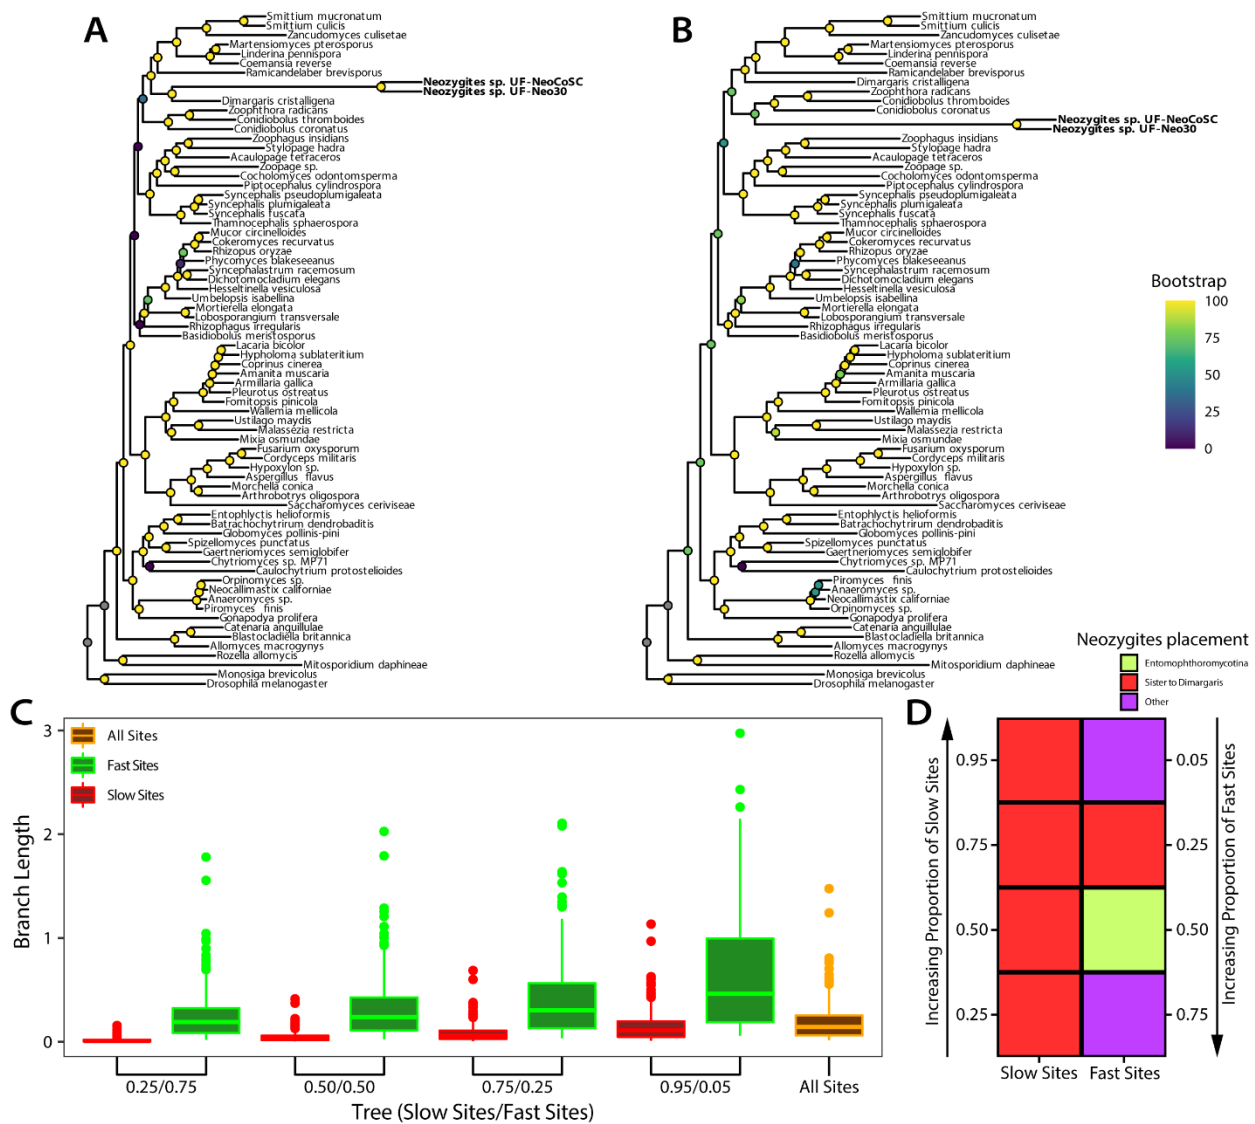 A
Smittium mucronatum
Smittium culicis
Zancudomyces culisetae
Martensiomyces pterosporus
Linderina pennispora
Coemansia reverse
Ramicandelaber brevisporus
Neozygites sp. UF-NeoCoSC
Neozygites sp. UF-Neo30
Dimargaris cristalligena
Zoophthora radicans
Conidiobolus thromboides
Conidiobolus coronatus
Zoophagus insidians
Stylopage hadra
Acaulopage tetraceros
Zoopage sp.
Cocholomyces odontomsperma
Piptocephalus cylindrospora
Syncephalis pseudoplumigaleata
Syncephalis plumigaleata
Syncephalis fuscata
Thamnocephalis sphaerospora
Mucor circinelloides
Cokeromyces recurvatus
Rhizopus oryzae
Phycomyces blakeseeanus
Syncephalastrum racemosum
Dichotomocladium elegans
Hesseltinella vesiculosa
Umbelopsis isabellina
Mortierella elongata
Lobosporangium transversale
Rhizophagus irregularis
Basidiobolus meristosporus
Lacaria bicolor
Hypholoma sublateritium
Coprinus cinerea
Amanita muscaria
Armillaria gallica
Pleurotus ostreatus
Fomitopsis pinicola
Wallemia mellicola
Ustilago maydis
Malassezia restricta
Mixia osmundae
Fusarium oxysporum
Cordyceps militaris
Hypoxylon sp.
Aspergillus flavus
Morchella conica
Arthrobotrys oligospora
Saccharomyces ceriviseae
Entophlyctis helioformis
Batrachochytrirum dendrobaditis
Globomyces pollinis-pini
Spizellomyces punctatus
Gaertneriomyces semiglobifer
Chytriomyces sp. MP71
Caulochytrium protostelioides
Orpinomyces sp.
Neocallimastix californiae
Anaeromyces sp.
Piromyces finis
Gonapodya prolifera
Catenaria anguillulae
Blastocladiella britannica
Allomyces macrogynys
Rozella allomycis
Mitosporidium daphineae
Monosiga brevicolus
Drosophila melanogaster
B
Smittium mucronatum
Smittium culicis
Zancudomyces culisetae
Martensiomyces pterosporus
Linderina pennispora
Coemansia reverse
Ramicandelaber brevisporus
Dimargaris cristalligena
Zoophthora radicans
Conidiobolus thromboides
Conidiobolus coronatus
Neozygites sp. UF-NeoCoSC
Neozygites sp. UF-Neo30
Zoophagus insidians
Stylopage hadra
Acaulopage tetraceros
Zoopage sp.
Cocholomyces odontomsperma
Piptocephalus cylindrospora
Syncephalis pseudoplumigaleata
Syncephalis plumigaleata
Syncephalis fuscata
Thamnocephalis sphaerospora
Mucor circinelloides
Cokeromyces recurvatus
Rhizopus oryzae
Phycomyces blakeseeanus
Syncephalastrum racemosum
Dichotomocladium elegans
Hesseltinella vesiculosa
Umbelopsis isabellina
Mortierella elongata
Lobosporangium transversale
Rhizophagus irregularis
Basidiobolus meristosporus
Lacaria bicolor
Hypholoma sublateritium
Coprinus cinerea
Amanita muscaria
Armillaria gallica
Pleurotus ostreatus
Fomitopsis pinicola
Wallemia mellicola
Ustilago maydis
Malassezia restricta
Mixia osmundae
Fusarium oxysporum
Cordyceps militaris
Hypoxylon sp.
Aspergillus flavus
Morchella conica
Arthrobotrys oligospora
Saccharomyces ceriviseae
Entophlyctis helioformis
Batrachochytrirum dendrobaditis
Globomyces pollinis-pini
Spizellomyces punctatus
Gaertneriomyces semiglobifer
Chytriomyces sp. MP71
Caulochytrium protostelioides
Piromyces finis
Anaeromyces sp.
Neocallimastix californiae
Orpinomyces sp.
Gonapodya prolifera
Catenaria anguillulae
Blastocladiella britannica
Allomyces macrogynys
Rozella allomycis
Mitosporidium daphineae
Monosiga brevicolus
Drosophila melanogaster
Bootstrap
100
75
50
25
0
C
All Sites
Fast Sites
Slow Sites
Branch Length
3
2
1
0
0.25/0.75
0.50/0.50
0.75/0.25
0.95/0.05
All Sites
Tree (Slow Sites/Fast Sites)
D
Neozygites placement
Entomophthoromycotina
Sister to Dimargaris
Other
Increasing Proportion of Slow Sites
0.95
0.75
0.50
0.25
0.05
0.25
0.50
0.75
Increasing Proportion of Fast Sites
Slow Sites
Fast Sites